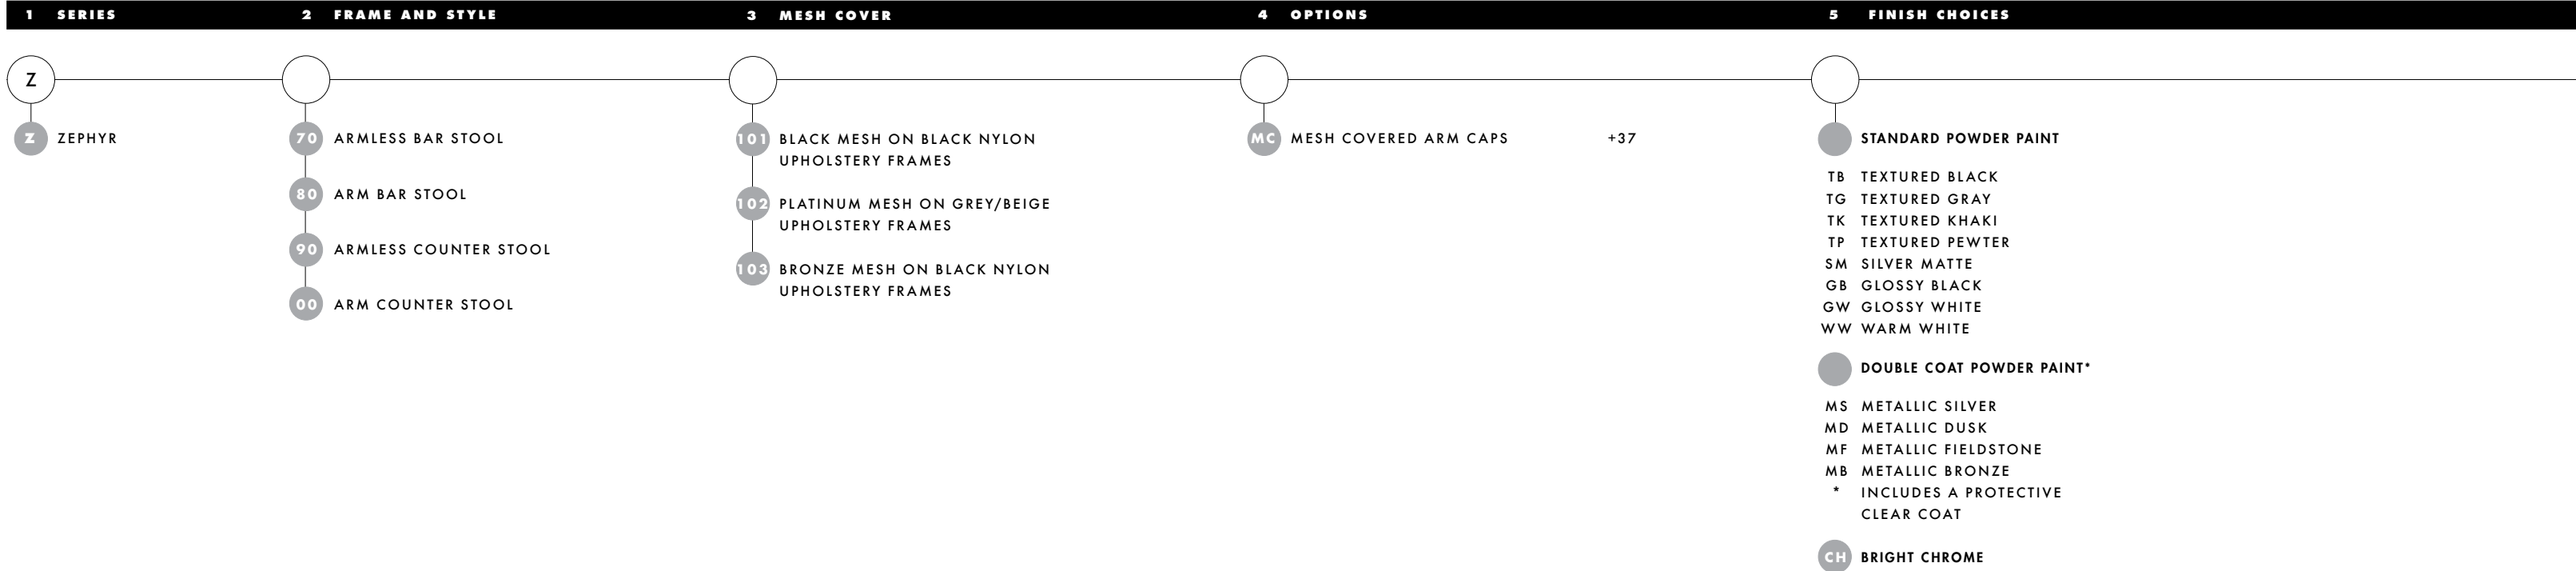 1 SERIES
2 FRAME AND STYLE
3 MESH COVER
4 OPTIONS
5 FINISH CHOICES
Z
Z ZEPHYR
70 ARMLESS BAR STOOL
80 ARM BAR STOOL
90 ARMLESS COUNTER STOOL
00 ARM COUNTER STOOL
101 BLACK MESH ON BLACK NYLON
UPHOLSTERY FRAMES
102 PLATINUM MESH ON GREY/BEIGE
UPHOLSTERY FRAMES
103 BRONZE MESH ON BLACK NYLON
UPHOLSTERY FRAMES
MC MESH COVERED ARM CAPS +37
STANDARD POWDER PAINT
TB TEXTURED BLACK
TG TEXTURED GRAY
TK TEXTURED KHAKI
TP TEXTURED PEWTER
SM SILVER MATTE
GB GLOSSY BLACK
GW GLOSSY WHITE
WW WARM WHITE
DOUBLE COAT POWDER PAINT*
MS METALLIC SILVER
MD METALLIC DUSK
MF METALLIC FIELDSTONE
MB METALLIC BRONZE
* INCLUDES A PROTECTIVE
CLEAR COAT
CH BRIGHT CHROME